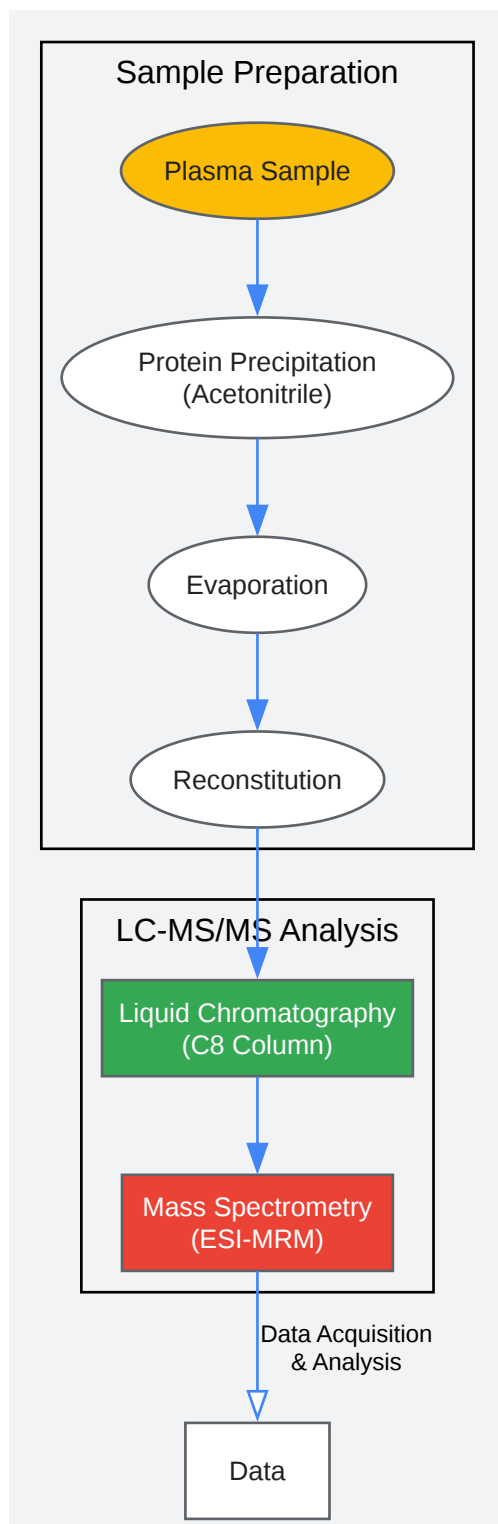 Sample Preparation
Plasma Sample
Protein Precipitation
(Acetonitrile)
Evaporation
Reconstitution
LC-MS/MS Analysis
Liquid Chromatography
(C8 Column)
Mass Spectrometry
(ESI-MRM)
Data Acquisition
& Analysis
Data